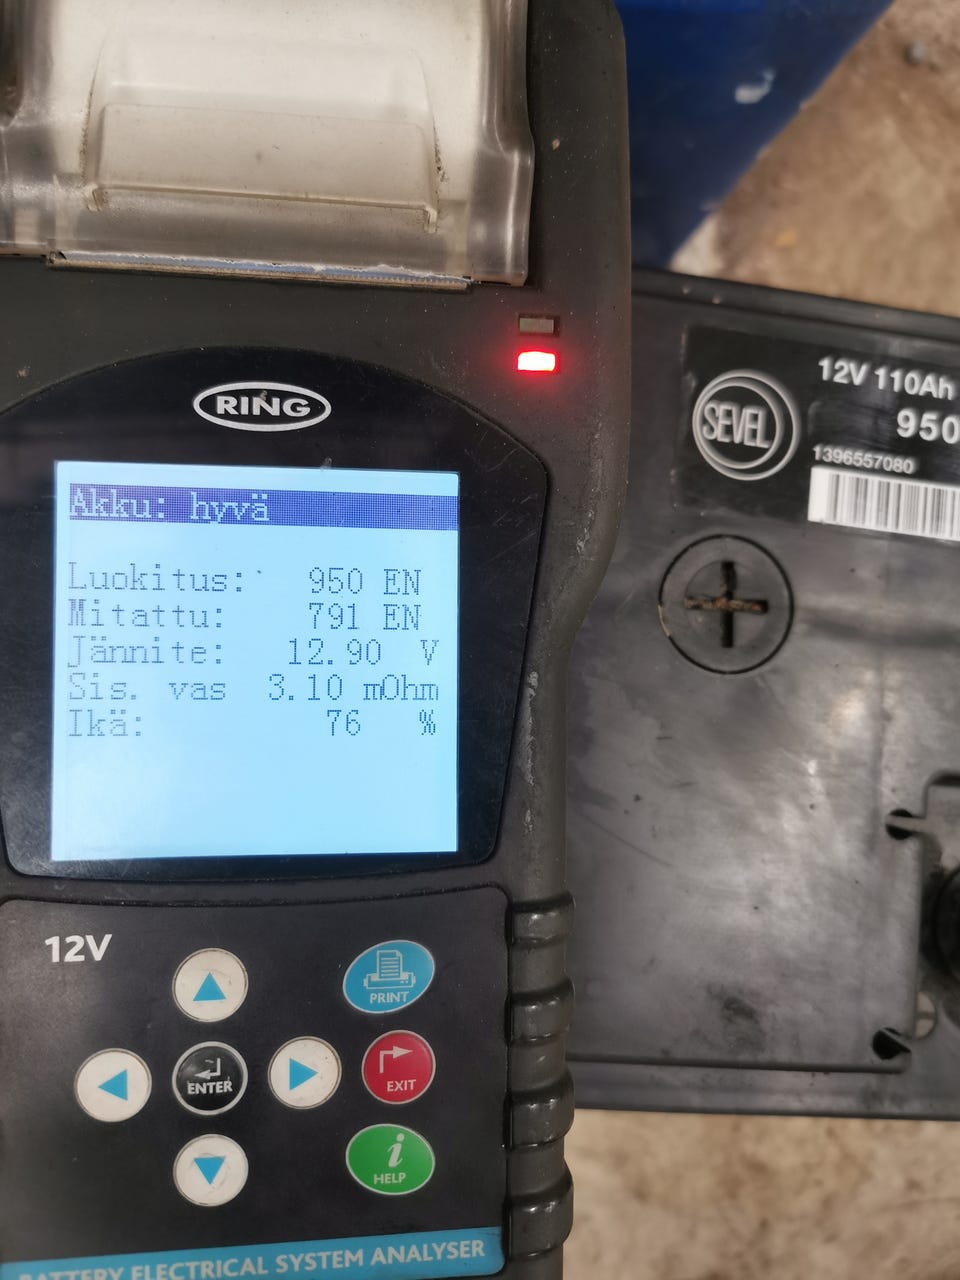 RING
Akku: hyvä
Luokitus: 950 EN
Mitattu: 791 EN
Jännite: 12.90 V
Sis. vas 3.10 mOhm
Ikä: 76 %
12V
PRINT
ENTER
EXIT
i
HELP
BATTERY ELECTRICAL SYSTEM ANALYSER
SEVEL
12V 110Ah
950
1396557080